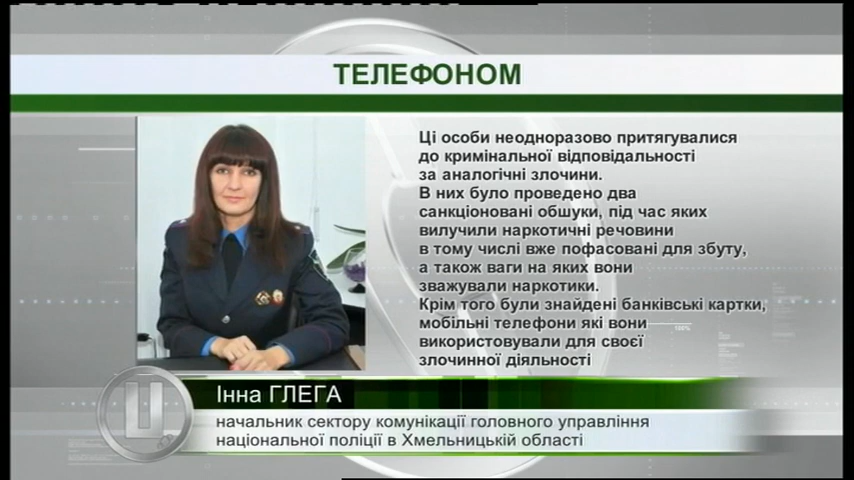 ТЕЛЕФОНОМ
Ці особи неодноразово притягувалися
до кримінальної відповідальності
за аналогічні злочини.
В них було проведено два
санкціоновані обшуки, під час яких
вилучили наркотичні речовини
в тому числі вже пофасовані для збуту,
а також ваги на яких вони
зважували наркотики.
Крім того були знайдені банківські картки,
мобільні телефони які вони
використовували для своєї
злочинної діяльності
100%
Ц
Інна ГЛЕГА
начальник сектору комунікації головного управління
національної поліції в Хмельницькій області